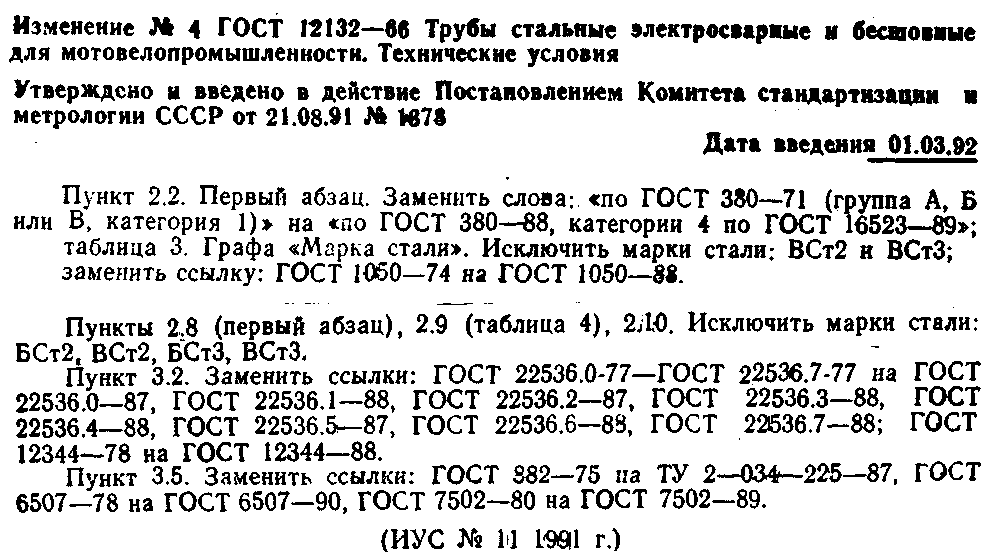 Изменение № 4 ГОСТ 12132—66 Трубы стальные электросварные и бесшовные
для мотовелопромышленности. Технические условия
Утверждено и введено в действие Постановлением Комитета стандартизации и
метрологии СССР от 21.08.91 № 1373
Дата введения 01.03.92
Пункт 2.2. Первый абзац. Заменить слова: «по ГОСТ 380—71 (группа А, Б
или В, категория 1)» на «по ГОСТ 380—88, категории 4 по ГОСТ 16523—89»;
таблица 3. Графа «Марка стали». Исключить марки стали: ВСт2 и ВСт3;
заменить ссылку: ГОСТ 1050—74 на ГОСТ 1050—88.
Пункты 2.8 (первый абзац), 2.9 (таблица 4), 2.10. Исключить марки стали:
БСт2, ВСт2, БСт3, ВСт3.
Пункт 3.2. Заменить ссылки: ГОСТ 22536.0-77—ГОСТ 22536.7-77 на ГОСТ
22536.0—87, ГОСТ 22536.1—88, ГОСТ 22536.2—87, ГОСТ 22536.3—88, ГОСТ
22536.4—88, ГОСТ 22536.5—87, ГОСТ 22536.6—88, ГОСТ 22536.7—88; ГОСТ
12344—78 на ГОСТ 12344—88.
Пункт 3.5. Заменить ссылки: ГОСТ 882—75 на ТУ 2—034—225—87, ГОСТ
6507—78 на ГОСТ 6507—90, ГОСТ 7502—80 на ГОСТ 7502—89.
(ИУС № 11 1991 г.)